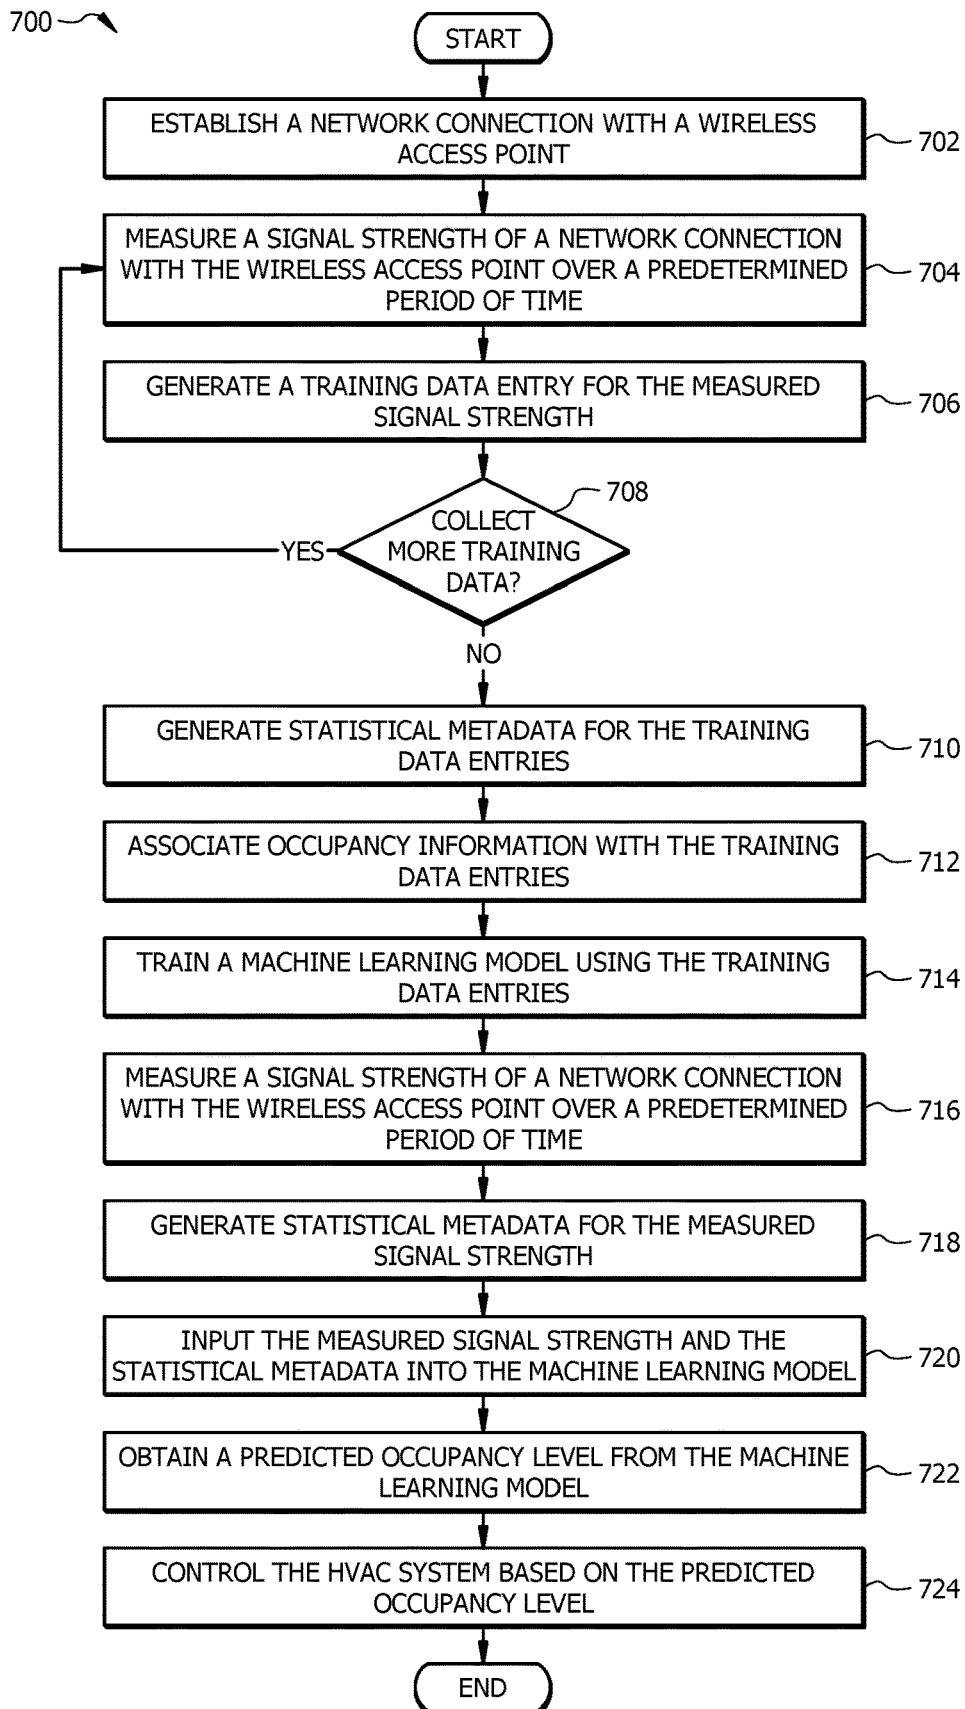 700
START
ESTABLISH A NETWORK CONNECTION WITH A WIRELESS
ACCESS POINT
702
MEASURE A SIGNAL STRENGTH OF A NETWORK CONNECTION
WITH THE WIRELESS ACCESS POINT OVER A PREDETERMINED
PERIOD OF TIME
704
GENERATE A TRAINING DATA ENTRY FOR THE MEASURED
SIGNAL STRENGTH
706
708
COLLECT
MORE TRAINING
DATA?
YES
NO
GENERATE STATISTICAL METADATA FOR THE TRAINING
DATA ENTRIES
710
ASSOCIATE OCCUPANCY INFORMATION WITH THE TRAINING
DATA ENTRIES
712
TRAIN A MACHINE LEARNING MODEL USING THE TRAINING
DATA ENTRIES
714
MEASURE A SIGNAL STRENGTH OF A NETWORK CONNECTION
WITH THE WIRELESS ACCESS POINT OVER A PREDETERMINED
PERIOD OF TIME
716
GENERATE STATISTICAL METADATA FOR THE MEASURED
SIGNAL STRENGTH
718
INPUT THE MEASURED SIGNAL STRENGTH AND THE
STATISTICAL METADATA INTO THE MACHINE LEARNING MODEL
720
OBTAIN A PREDICTED OCCUPANCY LEVEL FROM THE MACHINE
LEARNING MODEL
722
CONTROL THE HVAC SYSTEM BASED ON THE PREDICTED
OCCUPANCY LEVEL
724
END